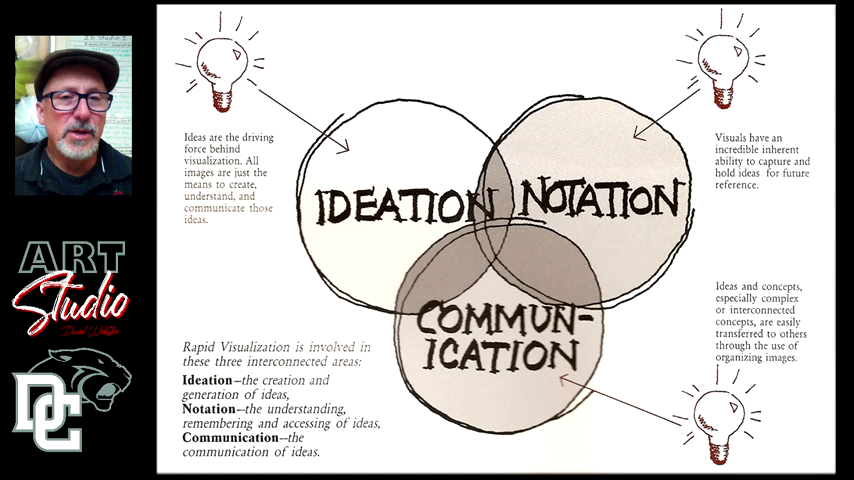 Ideas are the driving
force behind
visualization. All
images are just the
means to create,
understand, and
communicate those
ideas.
IDEATION
NOTATION
Visuals have an
incredible inherent
ability to capture and
hold ideas for future
reference.
COMMUN-
ICATION
Ideas and concepts,
especially complex
or interconnected
concepts, are easily
transferred to others
through the use of
organizing images.
Rapid Visualization is involved in
these three interconnected areas:
Ideation—the creation and
generation of ideas,
Notation—the understanding,
remembering and accessing of ideas,
Communication—the
communication of ideas.
ART
Studio
DC